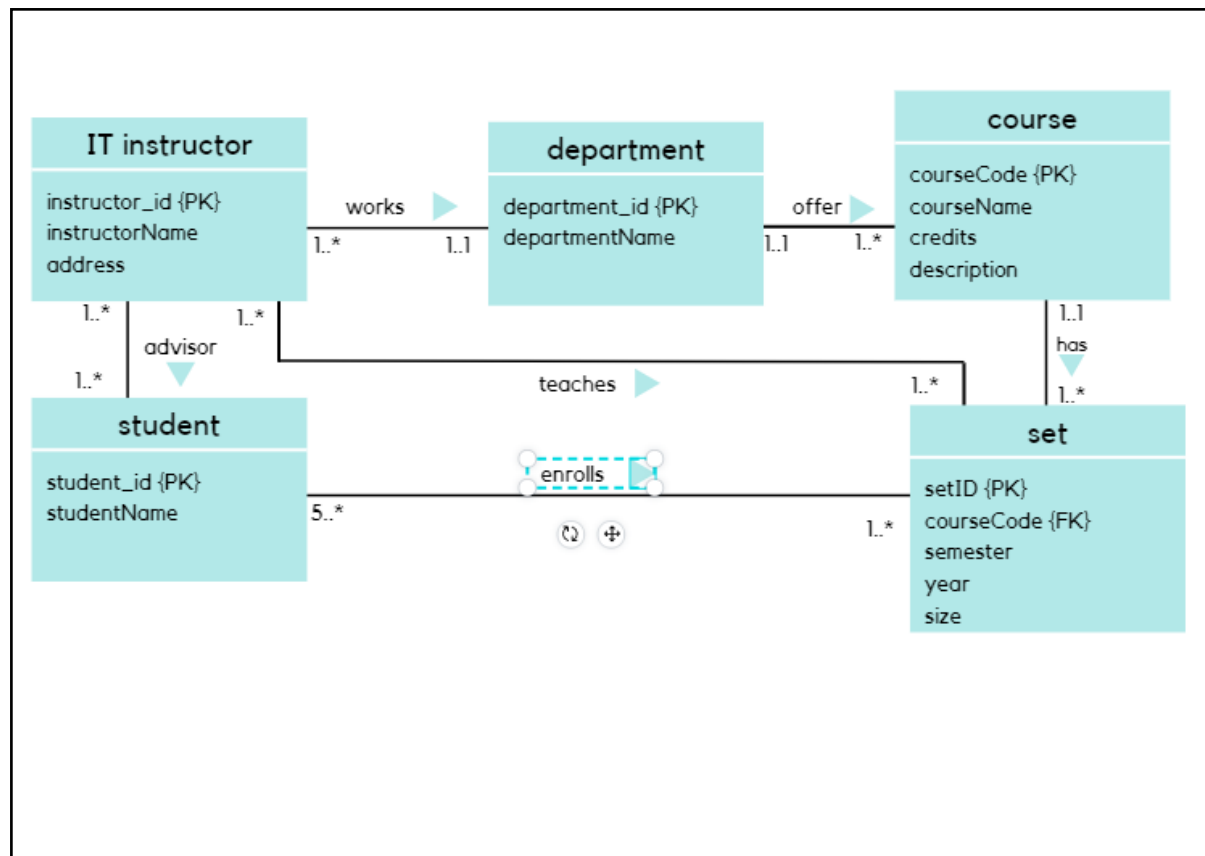 IT instructor
instructor_id {PK}
instructorName
address
works
1..*
1..1
department
department_id {PK}
departmentName
offer
1..1
1..*
course
courseCode {PK}
courseName
credits
description
1..*
advisor
1..*
1..*
teaches
1..*
1..1
has
1..*
student
student_id {PK}
studentName
enrolls
5..*
1..*
set
setID {PK}
courseCode {FK}
semester
year
size